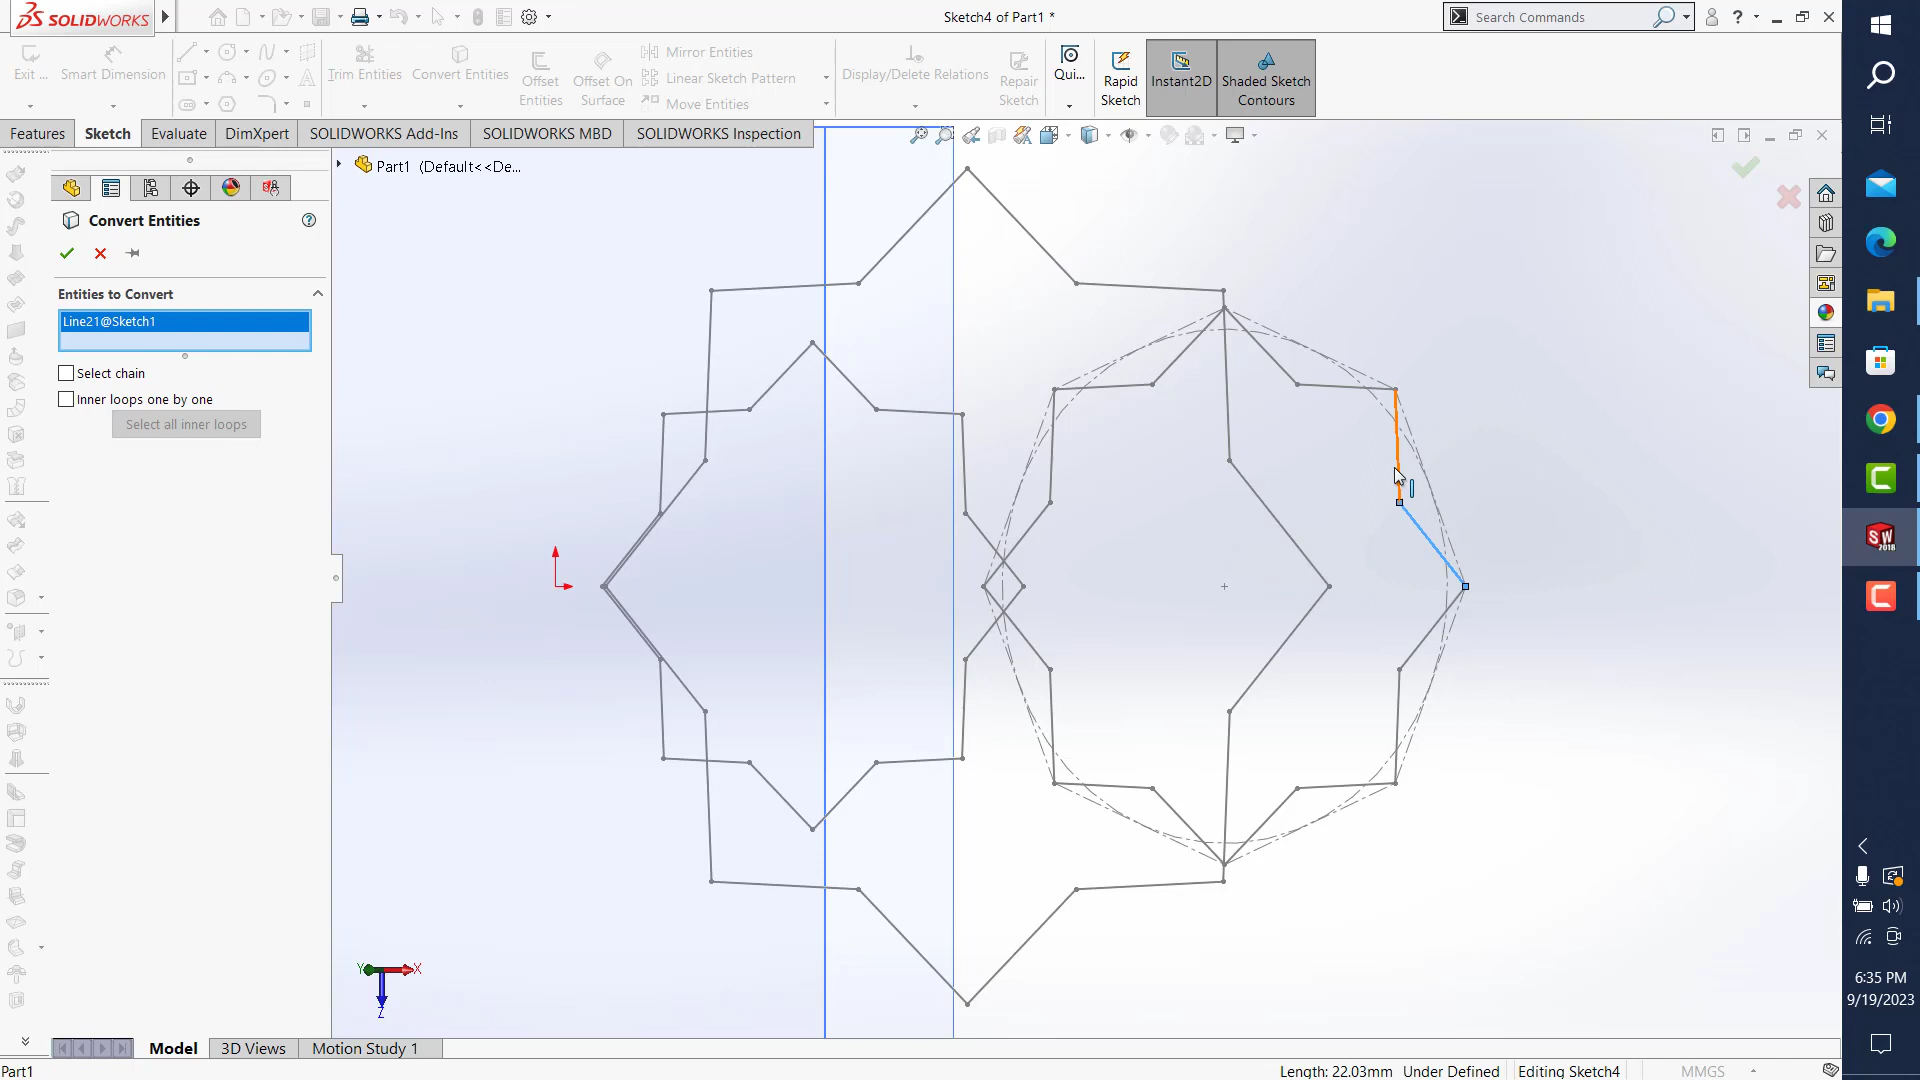 SOLIDWORKS
Sketch4 of Part1 *
Search Commands
Exit ...
Smart Dimension
Trim Entities
Convert Entities
Offset Entities
Offset On Surface
Mirror Entities
Linear Sketch Pattern
Move Entities
Display/Delete Relations
Repair Sketch
Qui...
Rapid Sketch
Instant2D
Shaded Sketch Contours
Features
Sketch
Evaluate
DimXpert
SOLIDWORKS Add-Ins
SOLIDWORKS MBD
SOLIDWORKS Inspection
Part1 (Default<<De...
Convert Entities
Entities to Convert
Line21@Sketch1
Select chain
Inner loops one by one
Select all inner loops
Y
X
Z
SW
2018
6:35 PM
9/19/2023
Model
3D Views
Motion Study 1
Part1
Length: 22.03mm
Under Defined
Editing Sketch4
MMGS